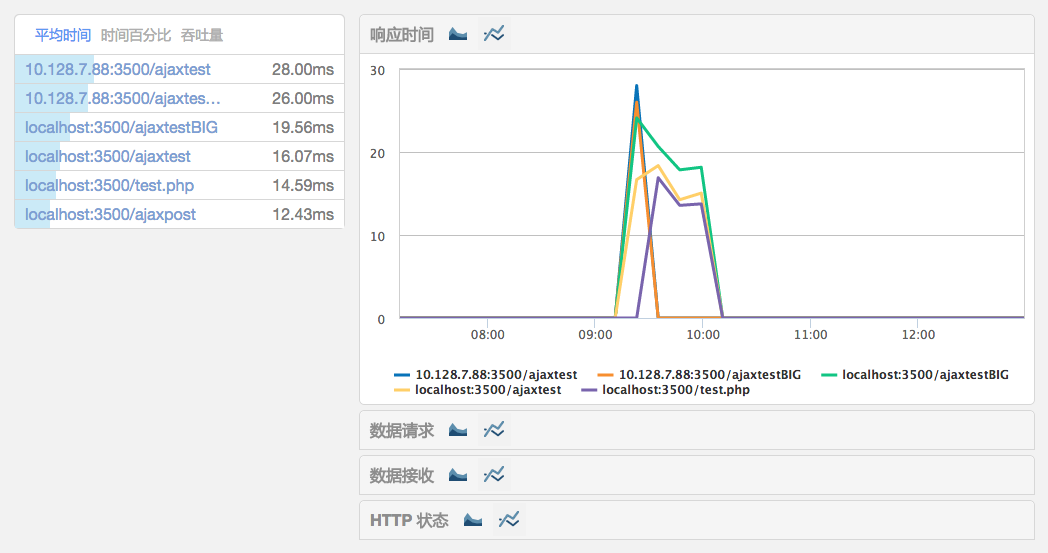 平均时间 时间百分比 吞吐量
10.128.7.88:3500/ajaxtest 28.00ms
10.128.7.88:3500/ajaxtes... 26.00ms
localhost:3500/ajaxtestBIG 19.56ms
localhost:3500/ajaxtest 16.07ms
localhost:3500/test.php 14.59ms
localhost:3500/ajaxpost 12.43ms
响应时间
30
20
10
0
08:00 09:00 10:00 11:00 12:00
10.128.7.88:3500/ajaxtest 10.128.7.88:3500/ajaxtestBIG localhost:3500/ajaxtestBIG
localhost:3500/ajaxtest localhost:3500/test.php
数据请求
数据接收
HTTP 状态